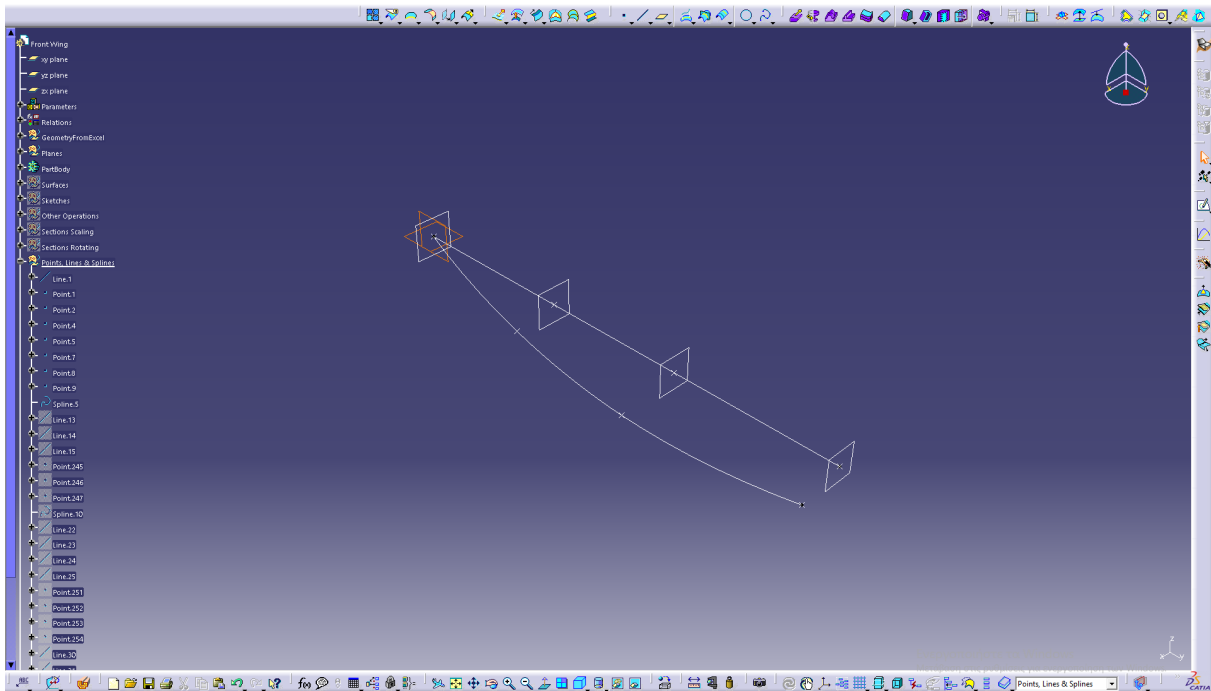 Front Wing
xy plane
yz plane
zx plane
Parameters
Relations
GeometryFromExcel
Planes
PartBody
Surfaces
Sketches
Other Operations
Sections Scaling
Sections Rotating
Points, Lines & Splines
Line.1
Point.1
Point.2
Point.4
Point.5
Point.7
Point.8
Point.9
Spline.5
Line.13
Line.14
Line.15
Point.245
Point.246
Point.247
Spline.10
Line.22
Line.23
Line.24
Line.25
Point.251
Point.252
Point.253
Point.254
Line.30
z
x
y
f(x)
Points, Lines & Splines
CATIA